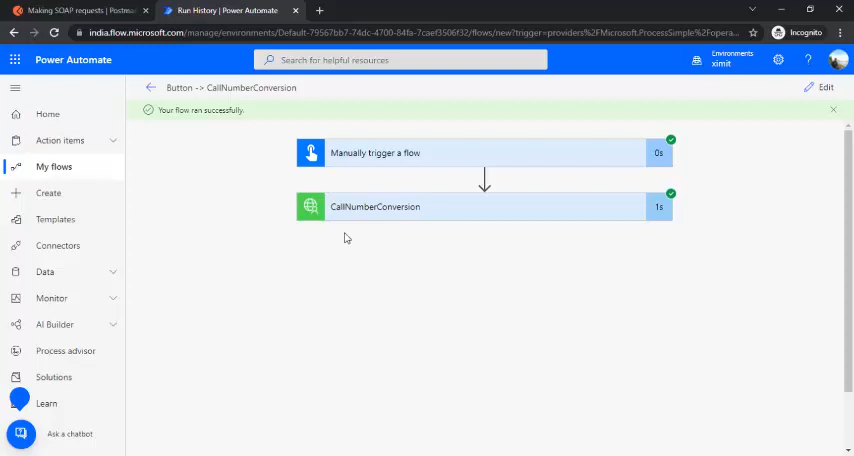 Making SOAP requests | Postma
Run History | Power Automate
india.flow.microsoft.com/manage/environments/Default-79567bb7-74dc-4700-84fa-7caef3506f32/flows/new?trigger=providers%2FMicrosoft.ProcessSimple%2Fopera...
Incognito
Power Automate
Search for helpful resources
Environments
ximit
Button -> CallNumberConversion
Edit
Your flow ran successfully.
Home
Action items
My flows
Create
Templates
Connectors
Data
Monitor
AI Builder
Process advisor
Solutions
Learn
Ask a chatbot
Manually trigger a flow
0s
CallNumberConversion
1s